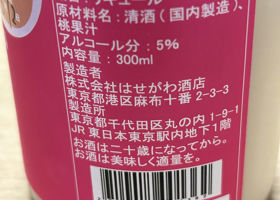 品目：リキュール
原材料名：清酒（国内製造）、
桃果汁
アルコール分：5%
内容量：300ml
製造者
株式会社はせがわ酒店
東京都港区麻布十番 2-3-3
製造所
東京都千代田区丸の内 1-9-1
JR 東日本東京駅内地下1階
お酒は二十歳になってから。
お酒は美味しく適量を。